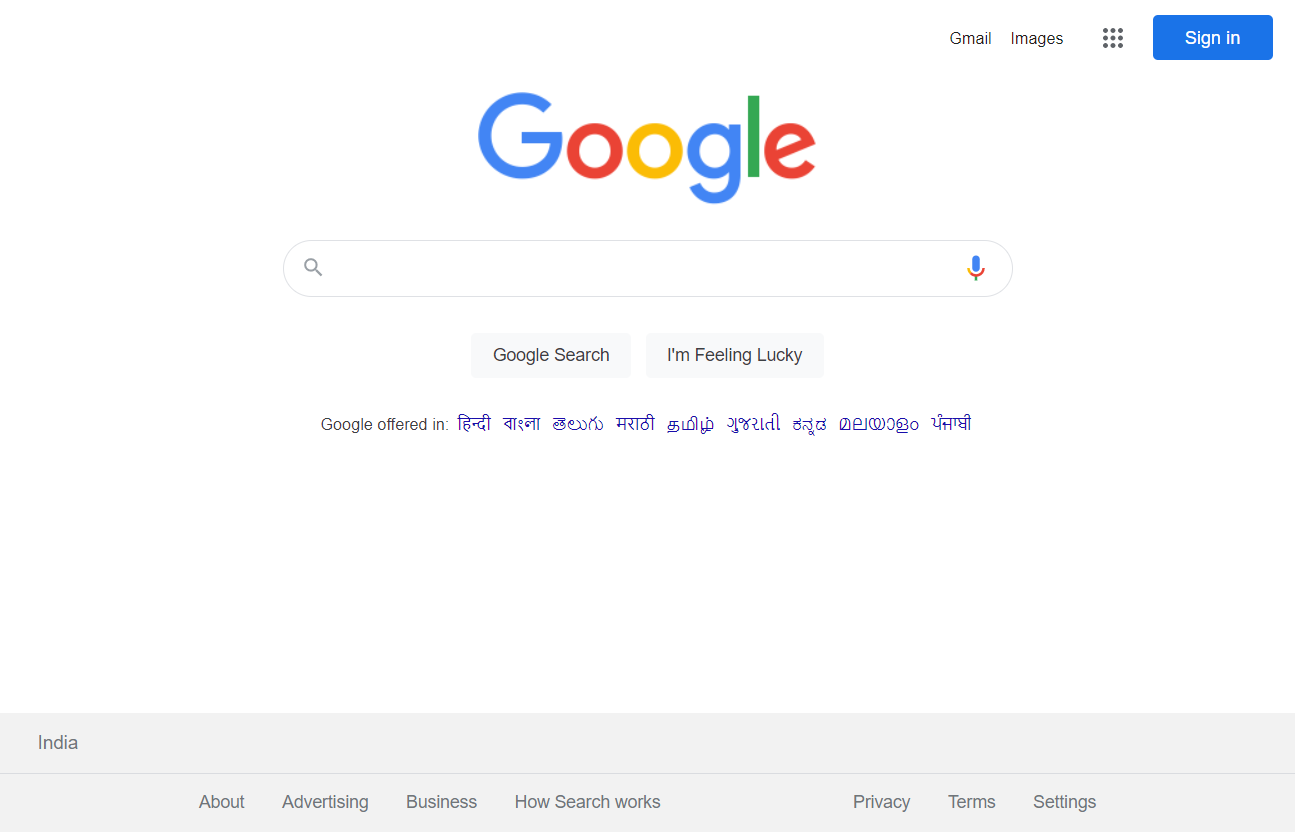 Gmail Images Sign in
Google
Google Search I'm Feeling Lucky
Google offered in: हिन्दी বাংলা తెలుగు मराठी தமிழ் ગુજરાતી ಕನ್ನಡ മലയാളം ਪੰਜਾਬੀ
India
About Advertising Business How Search works Privacy Terms Settings